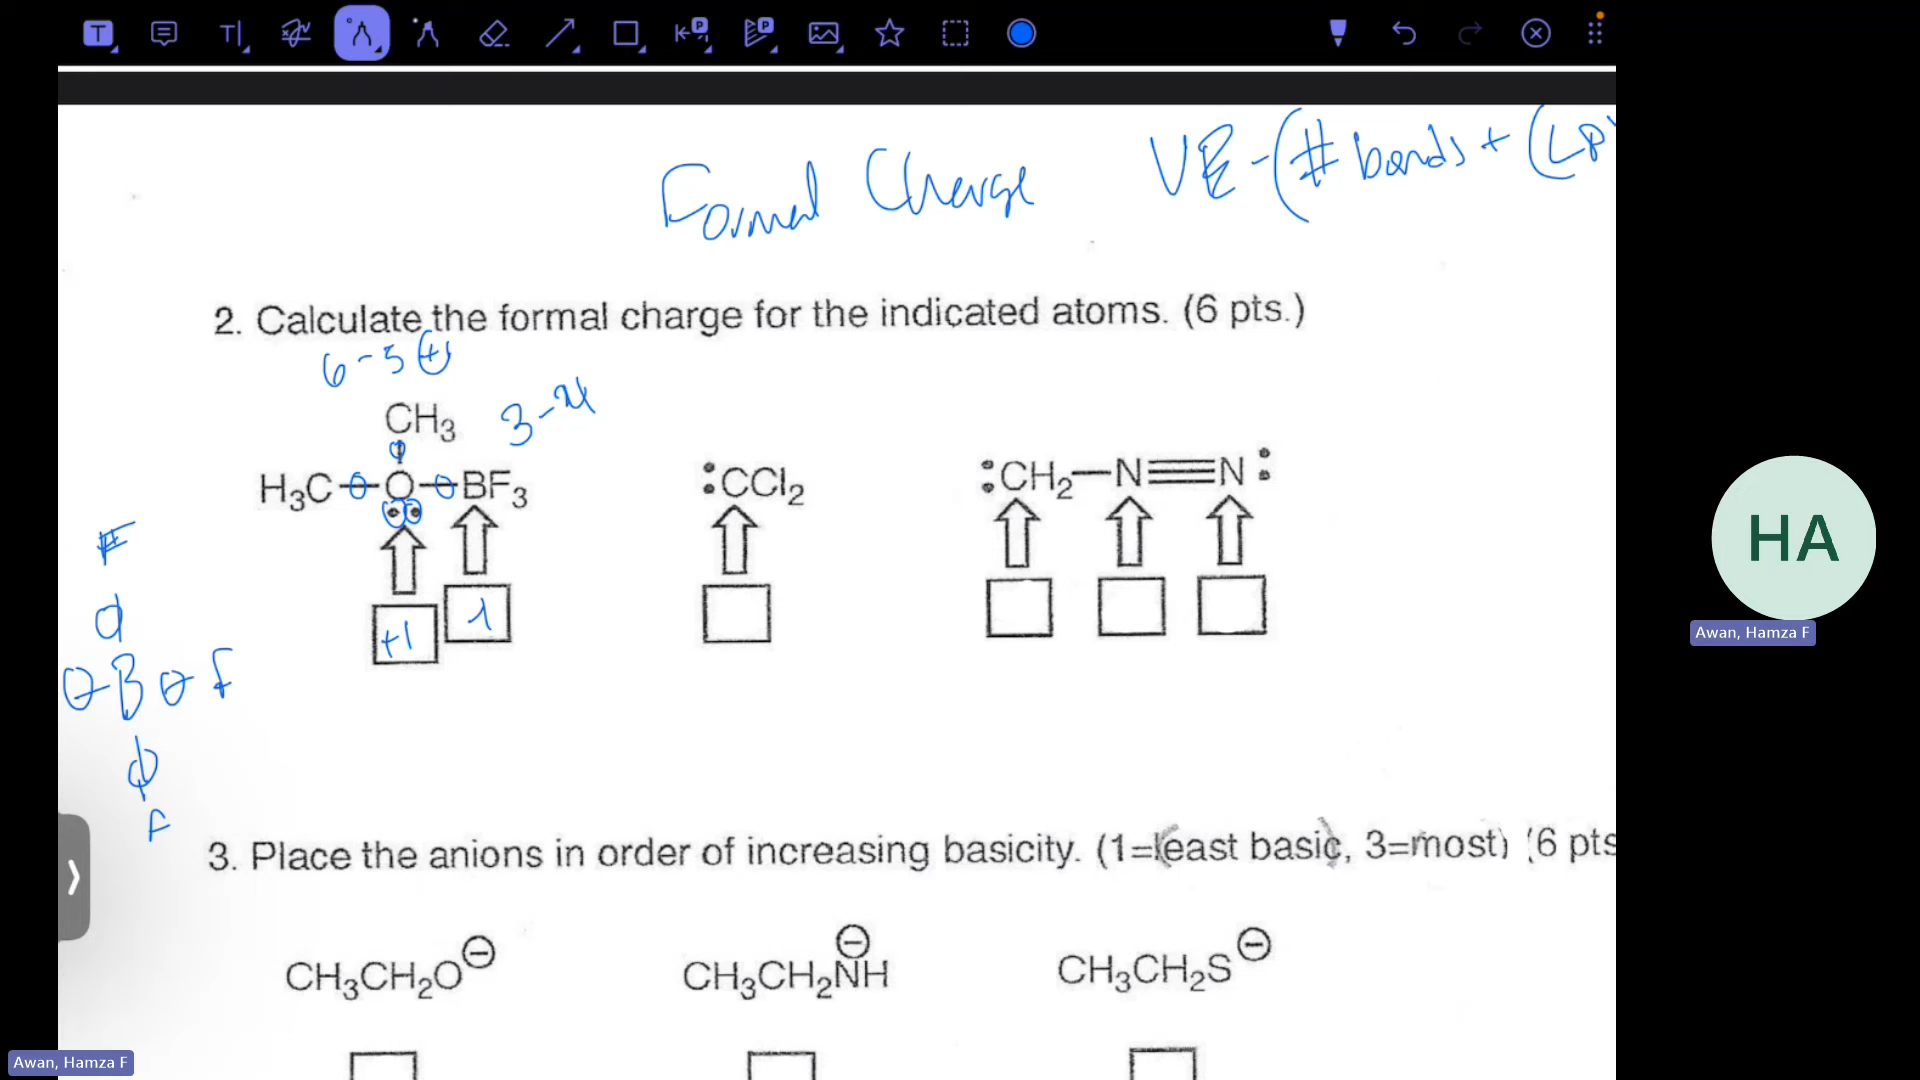 Formal Charge VE-(# bonds + (LP
2. Calculate the formal charge for the indicated atoms. (6 pts.)
6-5 +
CH₃
3-4
H₃C-O-BF₃
:CCl₂
:CH₂-N≡N:
+1
F
B F
F
3. Place the anions in order of increasing basicity. (1=least basic, 3=most) (6 pts
CH₃CH₂O⊖
CH₃CH₂NH⊖
CH₃CH₂S⊖
HA
Awan, Hamza F
Awan, Hamza F